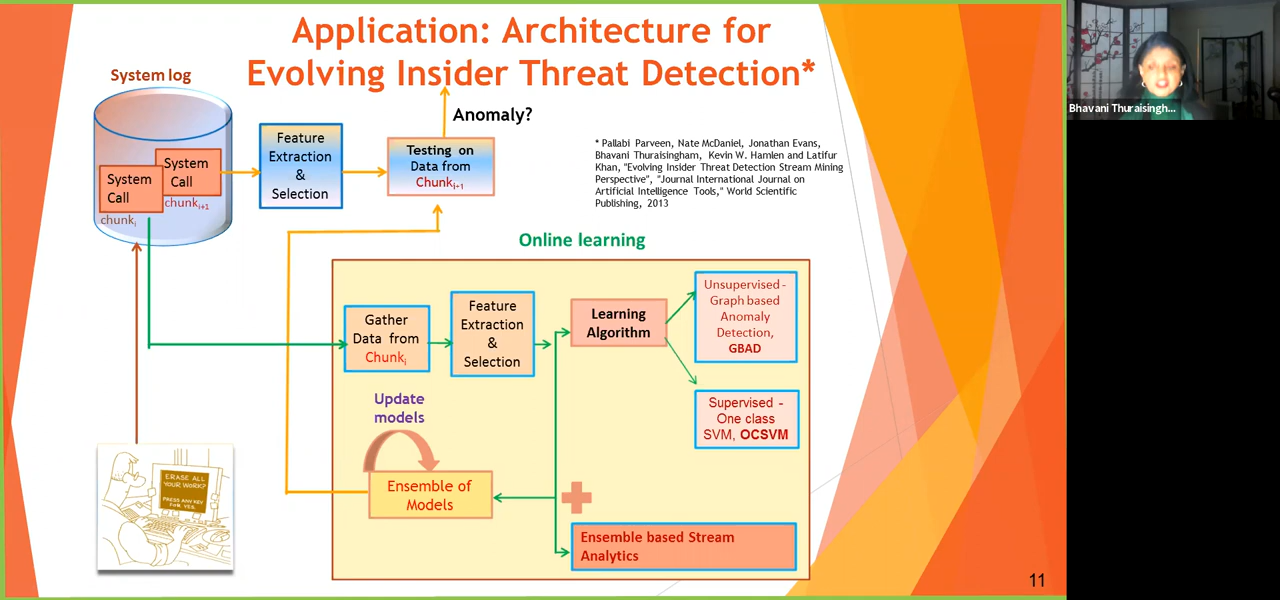 Application: Architecture for
Evolving Insider Threat Detection*
System log
Anomaly?
System
Call
chunki+1
System
Call
chunki
Feature
Extraction
&
Selection
Testing on
Data from
Chunki+1
* Pallabi Parveen, Nate McDaniel, Jonathan Evans,
Bhavani Thuraisingham, Kevin W. Hamlen and Latifur
Khan, "Evolving Insider Threat Detection Stream Mining
Perspective", "Journal International Journal on
Artificial Intelligence Tools," World Scientific
Publishing, 2013
Online learning
Gather
Data from
Chunki
Feature
Extraction
&
Selection
Learning
Algorithm
Unsupervised -
Graph based
Anomaly
Detection,
GBAD
Supervised -
One class
SVM, OCSVM
Update
models
Ensemble of
Models
Ensemble based Stream
Analytics
ERASE ALL
YOUR WORK?
PRESS ANY KEY
FOR YES.
11
Bhavani Thuraisingh...